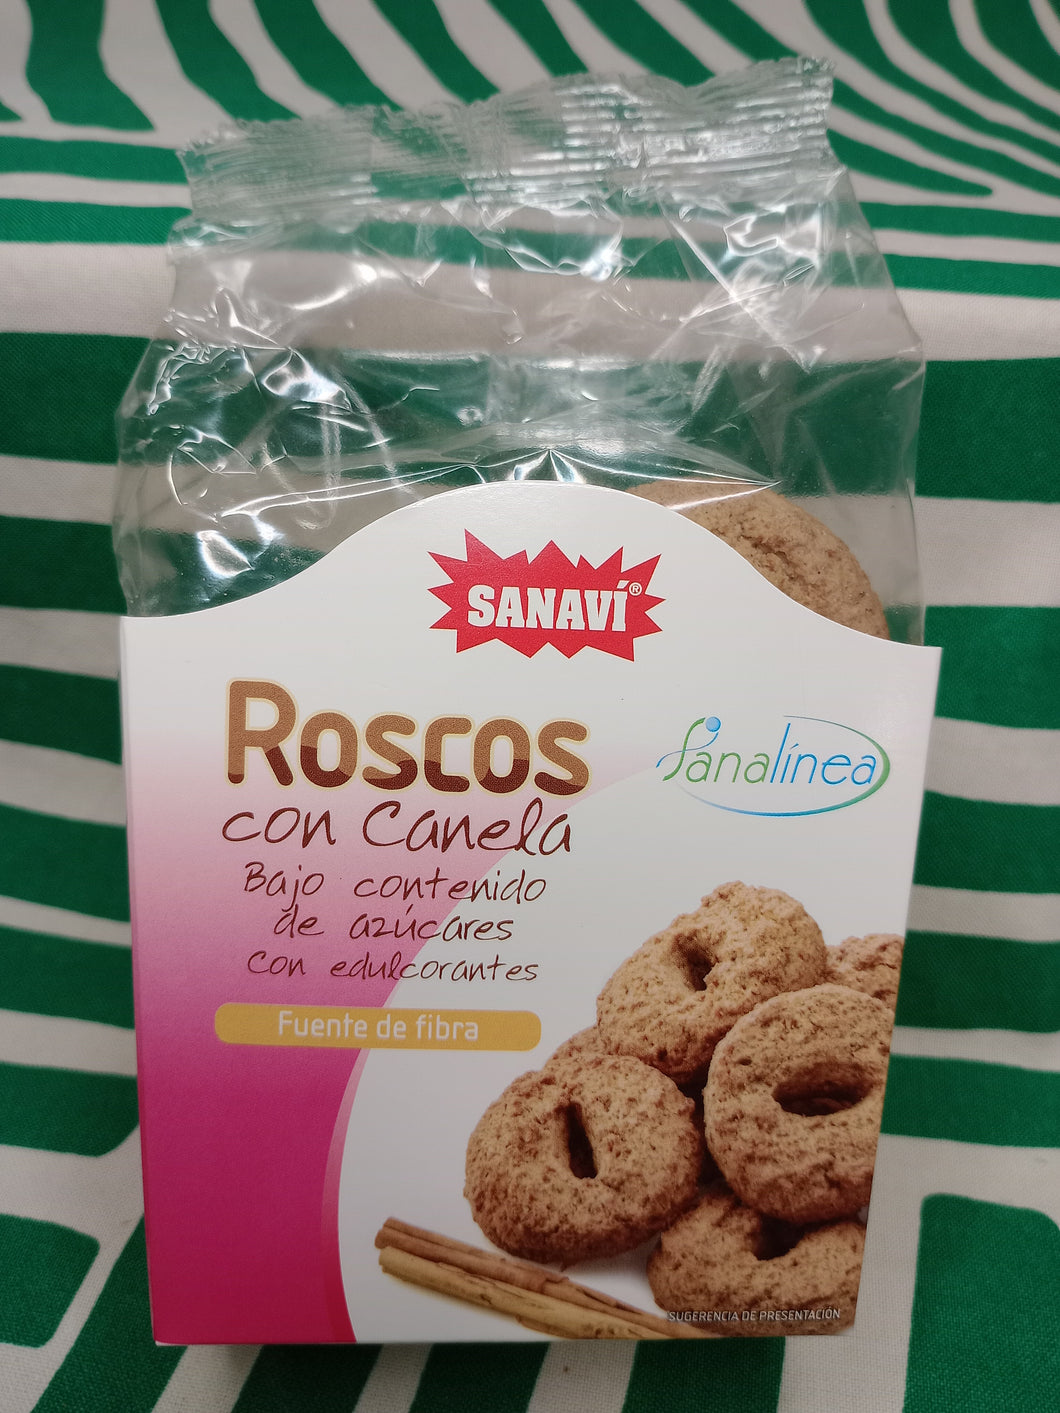 SANAVÍ®
Roscos
con Canela
Sanalínea
Bajo contenido
de azúcares
con edulcorantes
Fuente de fibra
SUGERENCIA DE PRESENTACIÓN